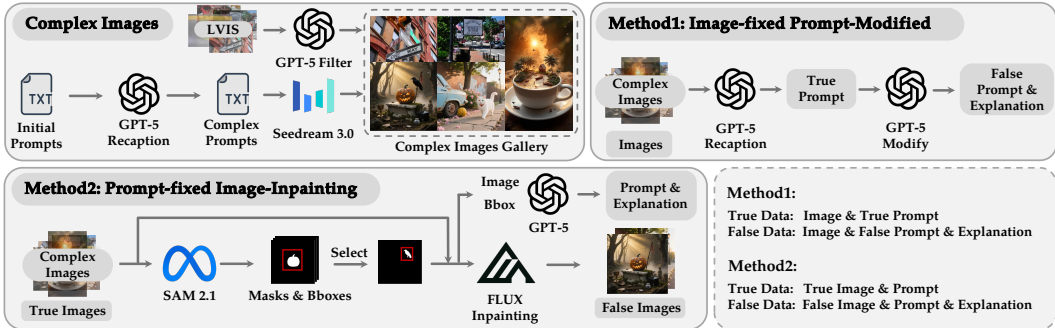 Complex Images
LVIS
GPT-5 Filter
TXT
TXT
Initial
Prompts
GPT-5
Recaption
Complex
Prompts
Seedream 3.0
Complex Images Gallery
Method1: Image-fixed Prompt-Modified
Complex
Images
Images
GPT-5
Recaption
True
Prompt
GPT-5
Modify
False
Prompt &
Explanation
Method2: Prompt-fixed Image-Inpainting
Complex
Images
True Images
SAM 2.1
Masks & Bboxes
Select
Image
Bbox
GPT-5
Prompt &
Explanation
FLUX
Inpainting
False Images
Method1:
True Data: Image & True Prompt
False Data: Image & False Prompt & Explanation
Method2:
True Data: True Image & Prompt
False Data: False Image & Prompt & Explanation